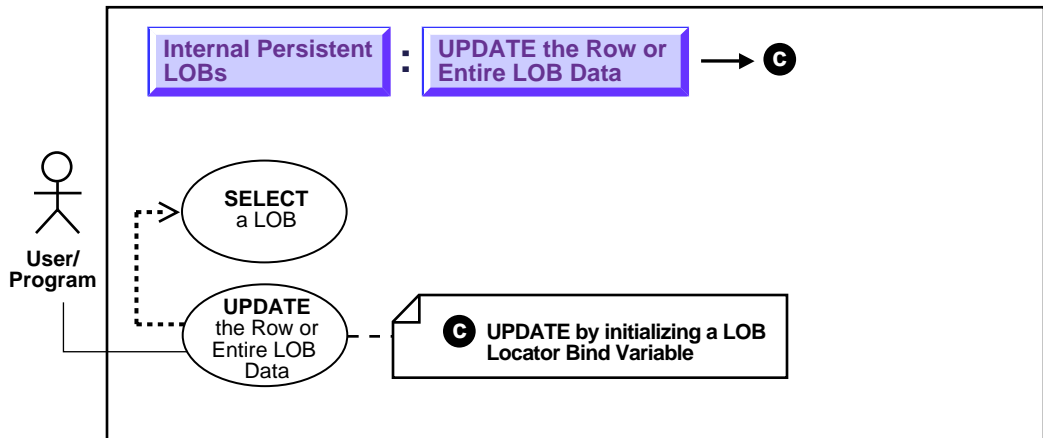 Internal Persistent
LOBs
:
UPDATE the Row or
Entire LOB Data
C
SELECT
a LOB
User/
Program
UPDATE
the Row or
Entire LOB
Data
C UPDATE by initializing a LOB
Locator Bind Variable